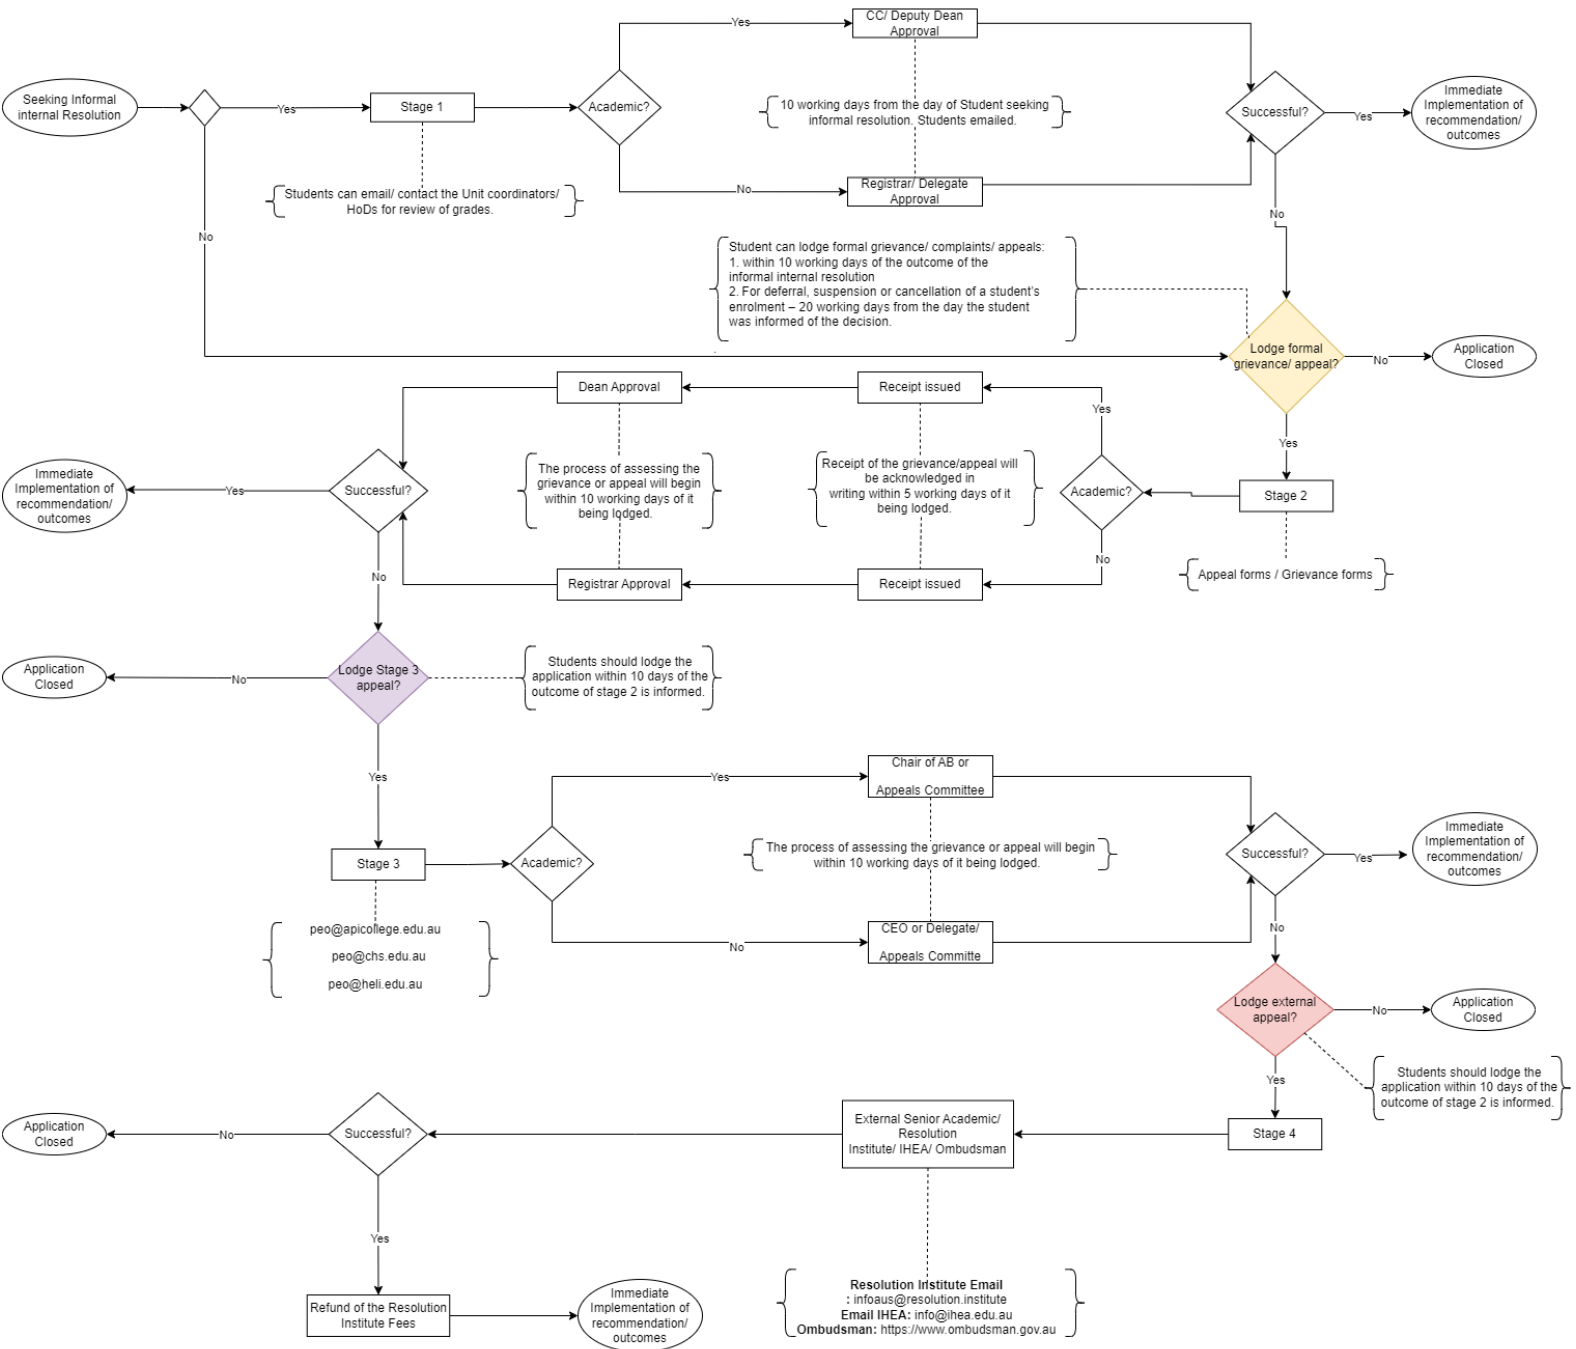 Seeking Informal
internal Resolution
Yes
Stage 1
Students can email/ contact the Unit coordinators/
HoDs for review of grades.
No
Academic?
Yes
CC/ Deputy Dean
Approval
10 working days from the day of Student seeking
informal resolution. Students emailed.
No
Registrar/ Delegate
Approval
Successful?
Yes
Immediate
Implementation of
recommendation/
outcomes
No
Student can lodge formal grievance/ complaints/ appeals:
1. within 10 working days of the outcome of the
informal internal resolution
2. For deferral, suspension or cancellation of a student’s
enrolment – 20 working days from the day the student
was informed of the decision.
Lodge formal
grievance/ appeal?
No
Application
Closed
Yes
Stage 2
Appeal forms / Grievance forms
Academic?
Yes
Receipt issued
Dean Approval
Receipt of the grievance/appeal will
be acknowledged in
writing within 5 working days of it
being lodged.
The process of assessing the
grievance or appeal will begin
within 10 working days of it
being lodged.
No
Receipt issued
Registrar Approval
Successful?
Yes
Immediate
Implementation of
recommendation/
outcomes
No
Lodge Stage 3
appeal?
Students should lodge the
application within 10 days of the
outcome of stage 2 is informed.
No
Application
Closed
Yes
Stage 3
peo@apicollege.edu.au
peo@chs.edu.au
peo@heli.edu.au
Academic?
Yes
Chair of AB or
Appeals Committee
The process of assessing the grievance or appeal will begin
within 10 working days of it being lodged.
No
CEO or Delegate/
Appeals Committe
Successful?
Yes
Immediate
Implementation of
recommendation/
outcomes
No
Lodge external
appeal?
No
Application
Closed
Students should lodge the
application within 10 days of the
outcome of stage 2 is informed.
Yes
Stage 4
External Senior Academic/
Resolution
Institute/ IHEA/ Ombudsman
Resolution Institute Email
: infoaus@resolution.institute
Email IHEA: info@ihea.edu.au
Ombudsman: https://www.ombudsman.gov.au
Successful?
No
Application
Closed
Yes
Refund of the Resolution
Institute Fees
Immediate
Implementation of
recommendation/
outcomes